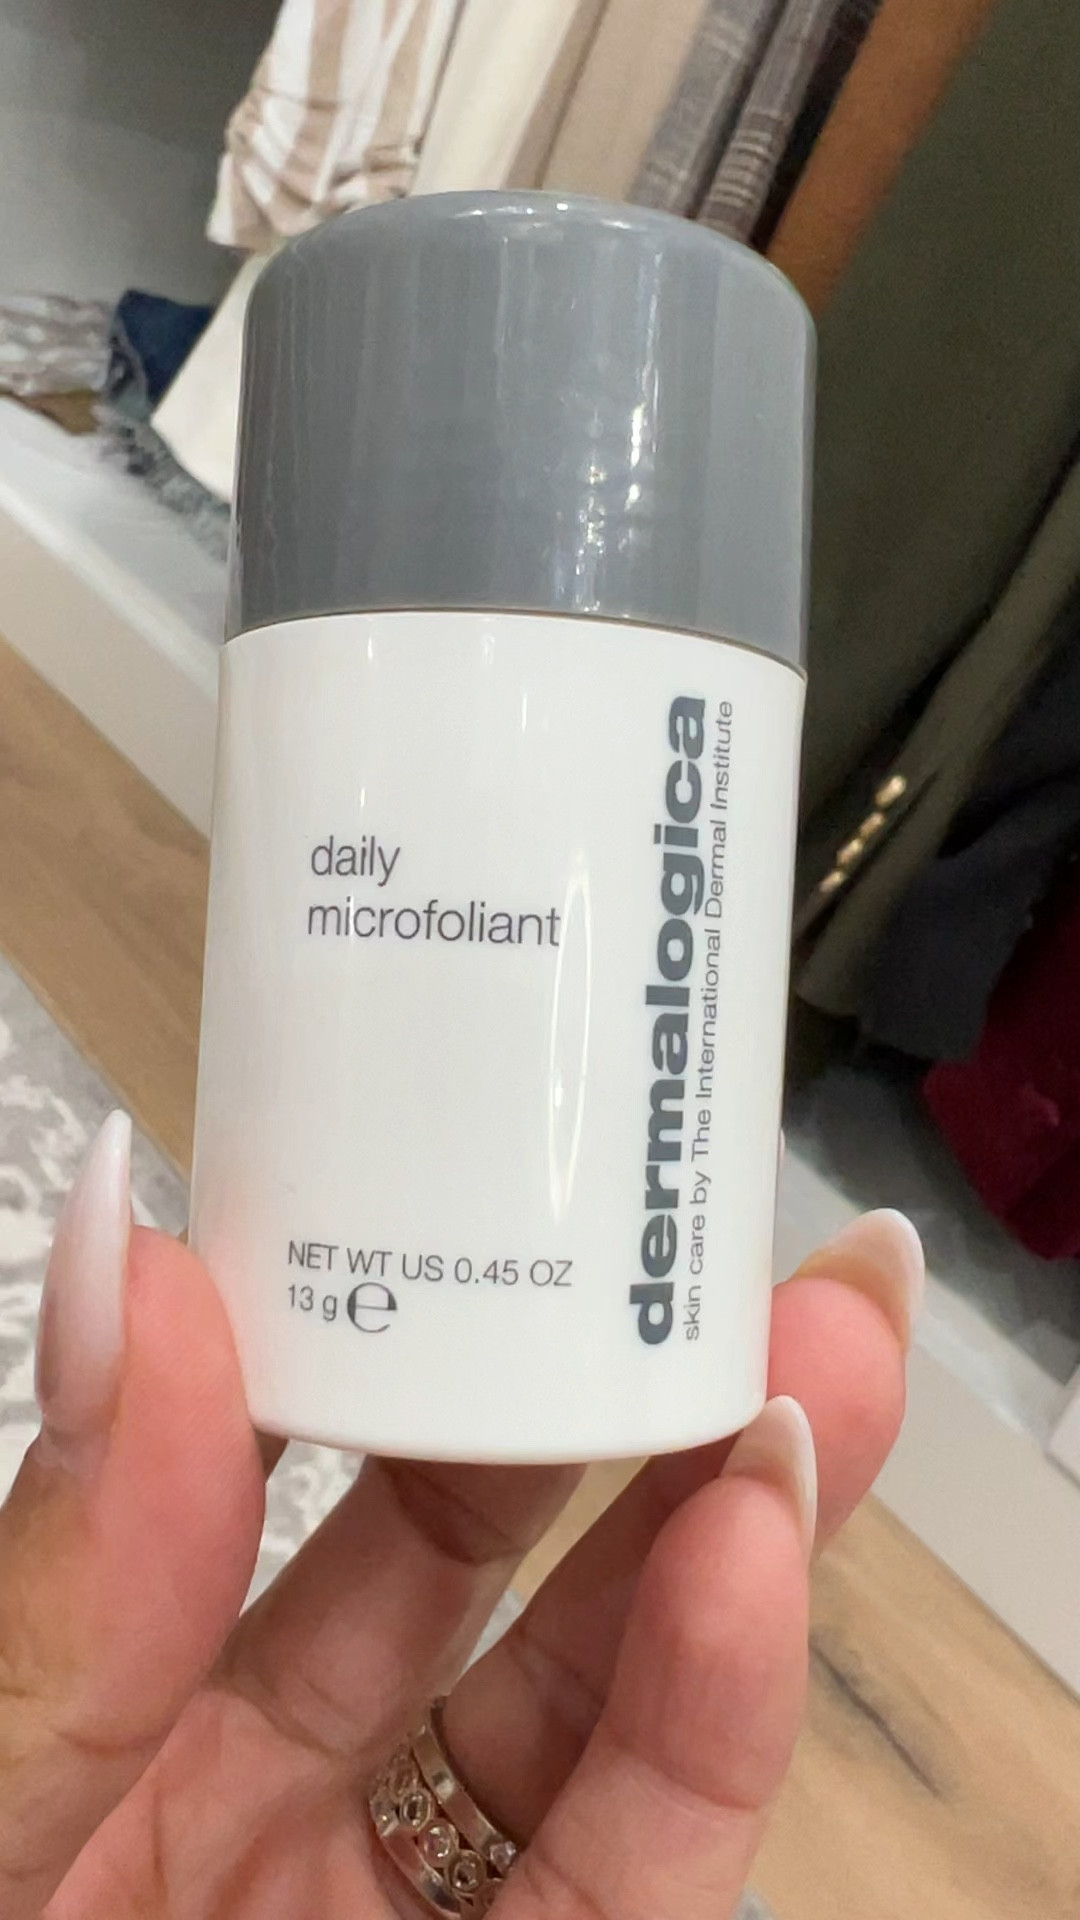 daily
microfoliant
NET WT US 0.45 OZ
13 g ℮
dermalogica
skin care by The International Dermal Institute